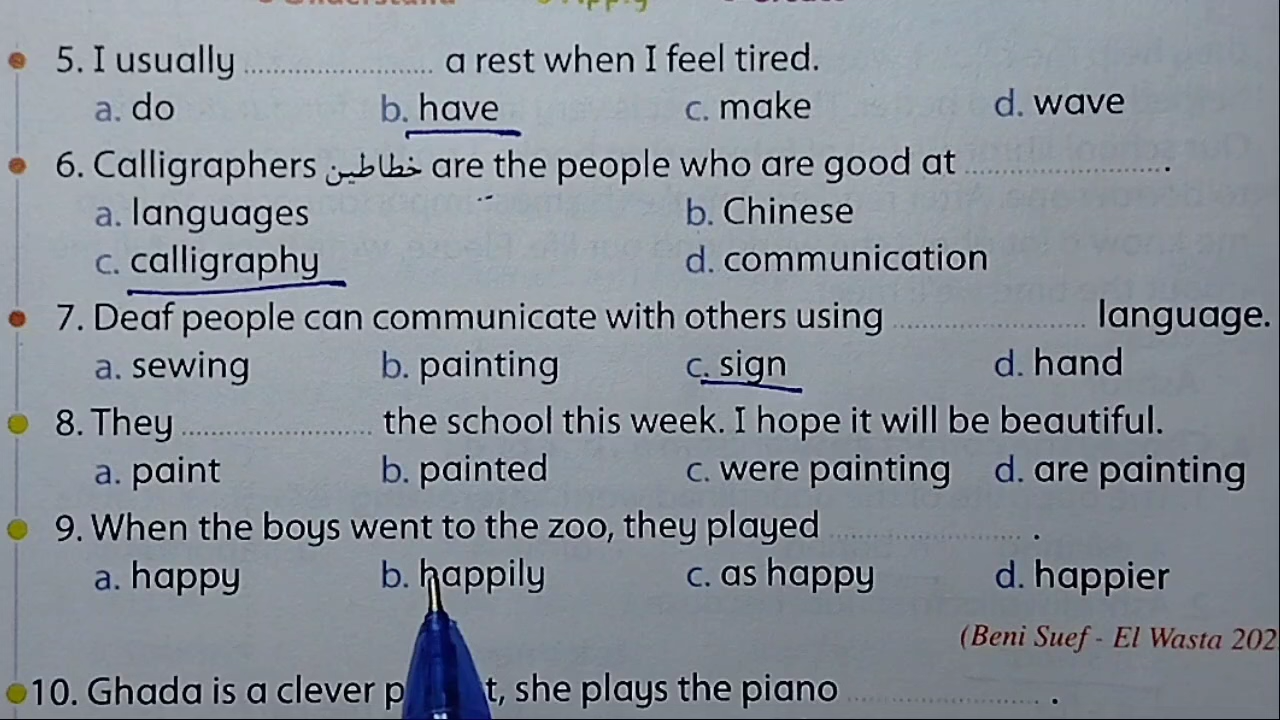 5. I usually ........................ a rest when I feel tired.
a. do b. have c. make d. wave
6. Calligraphers خطاطين are the people who are good at ........................ .
a. languages b. Chinese
c. calligraphy d. communication
7. Deaf people can communicate with others using ........................ language.
a. sewing b. painting c. sign d. hand
8. They ........................ the school this week. I hope it will be beautiful.
a. paint b. painted c. were painting d. are painting
9. When the boys went to the zoo, they played ........................ .
a. happy b. happily c. as happy d. happier
(Beni Suef - El Wasta 202
10. Ghada is a clever she plays the piano ........................ .